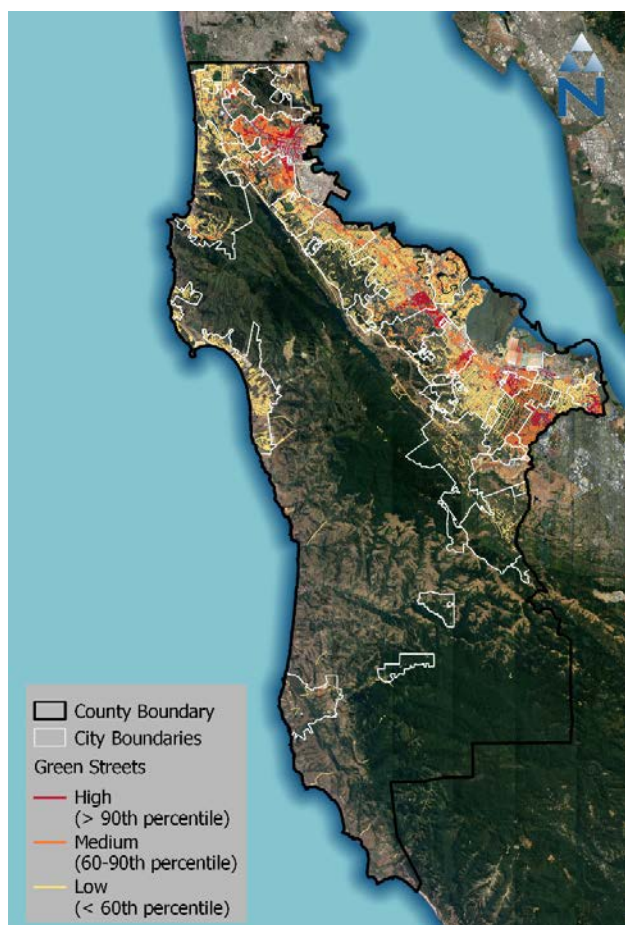 N
County Boundary
City Boundaries
Green Streets
High
(> 90th percentile)
Medium
(60-90th percentile)
Low
(< 60th percentile)